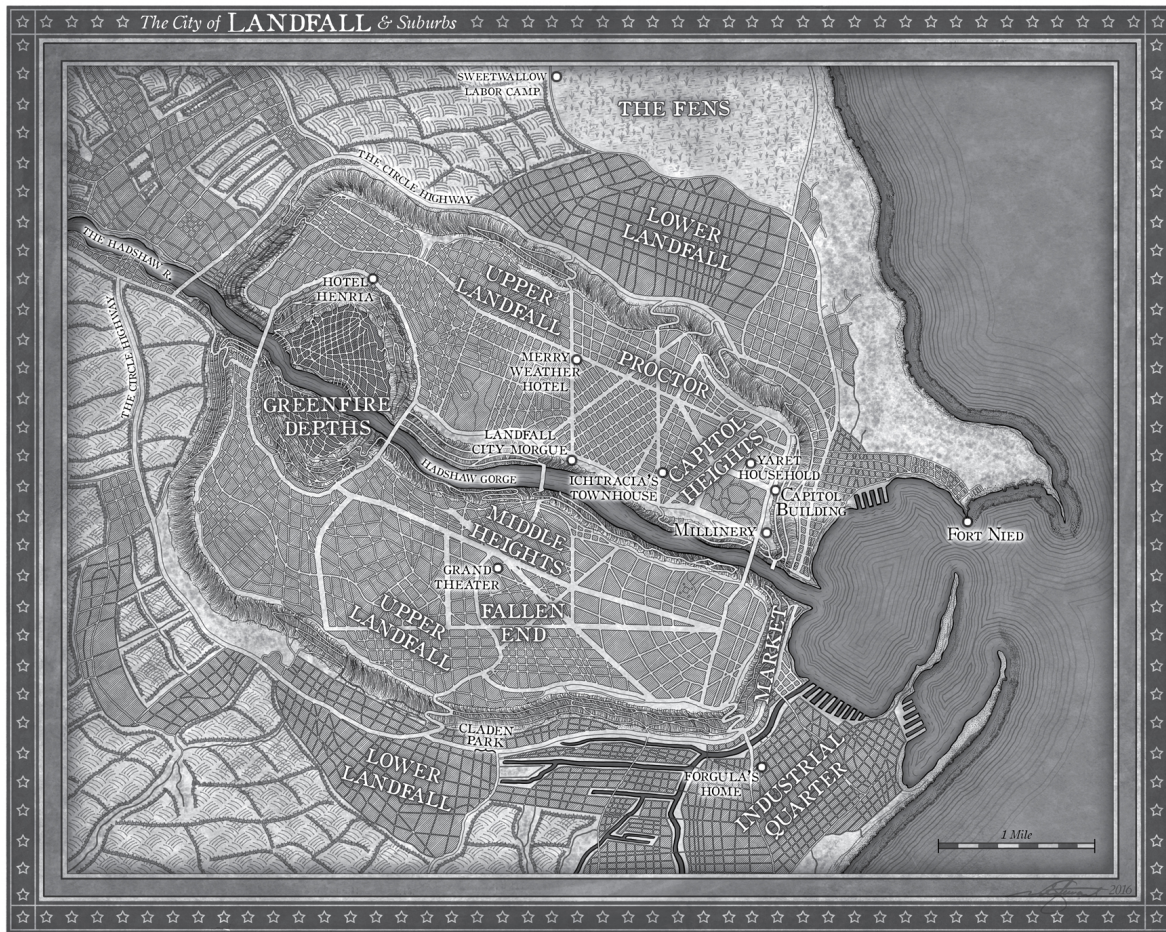 The City of LANDFALL & Suburbs
SWEETWALLOW
LABOR CAMP
THE FENS
THE CIRCLE HIGHWAY
LOWER
LANDFALL
THE HADSHAW R.
HOTEL
HENRIA
UPPER
LANDFALL
THE CIRCLE HIGHWAY
MERRY
WEATHER
HOTEL
PROCTOR
GREENFIRE
DEPTHS
LANDFALL
CITY MORGUE
CAPITOL
HEIGHTS
YARET
HOUSEHOLD
HADSHAW GORGE
ICHTRACIA'S
TOWNHOUSE
CAPITOL
BUILDING
MIDDLE
HEIGHTS
MILLINERY
FORT NIED
GRAND
THEATER
UPPER
LANDFALL
FALLEN
END
MARKET
CLADEN
PARK
LOWER
LANDFALL
FORGULA'S
HOME
INDUSTRIAL
QUARTER
1 Mile
2016